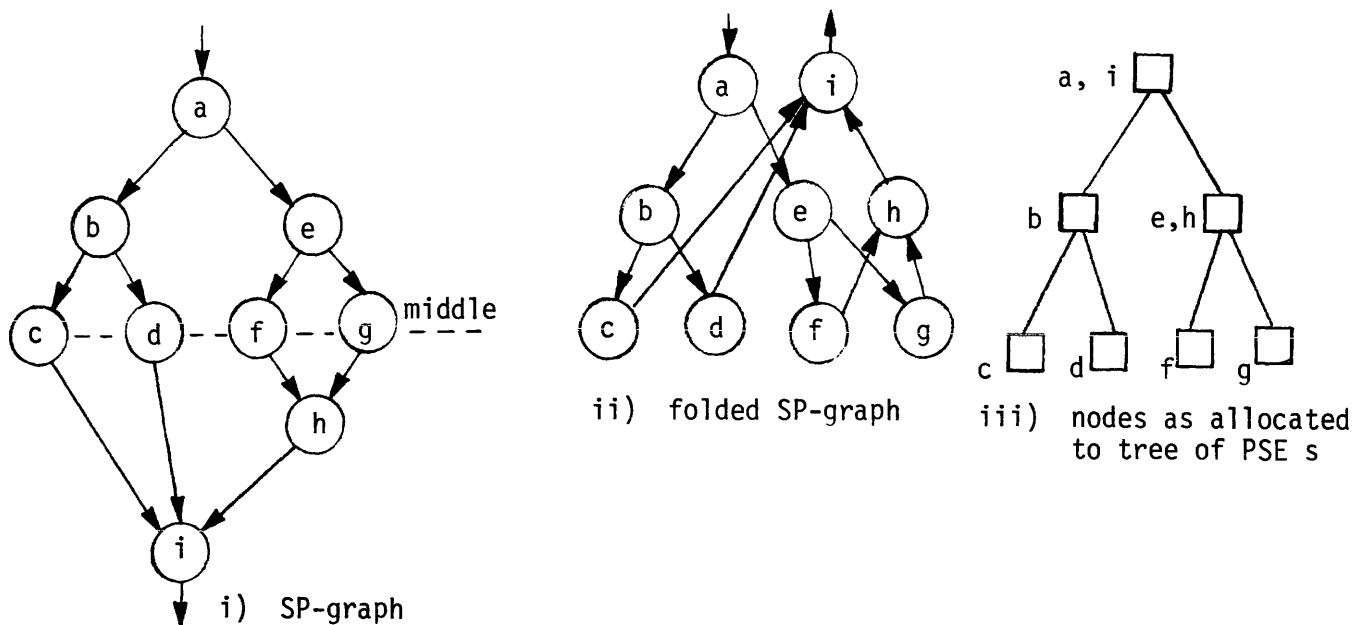 a
b
e
c
d
f
g
middle
h
i
i) SP-graph
a
i
b
e
h
c
d
f
g
ii) folded SP-graph
a, i
b
e,h
c
d
f
g
iii) nodes as allocated
to tree of PSE s